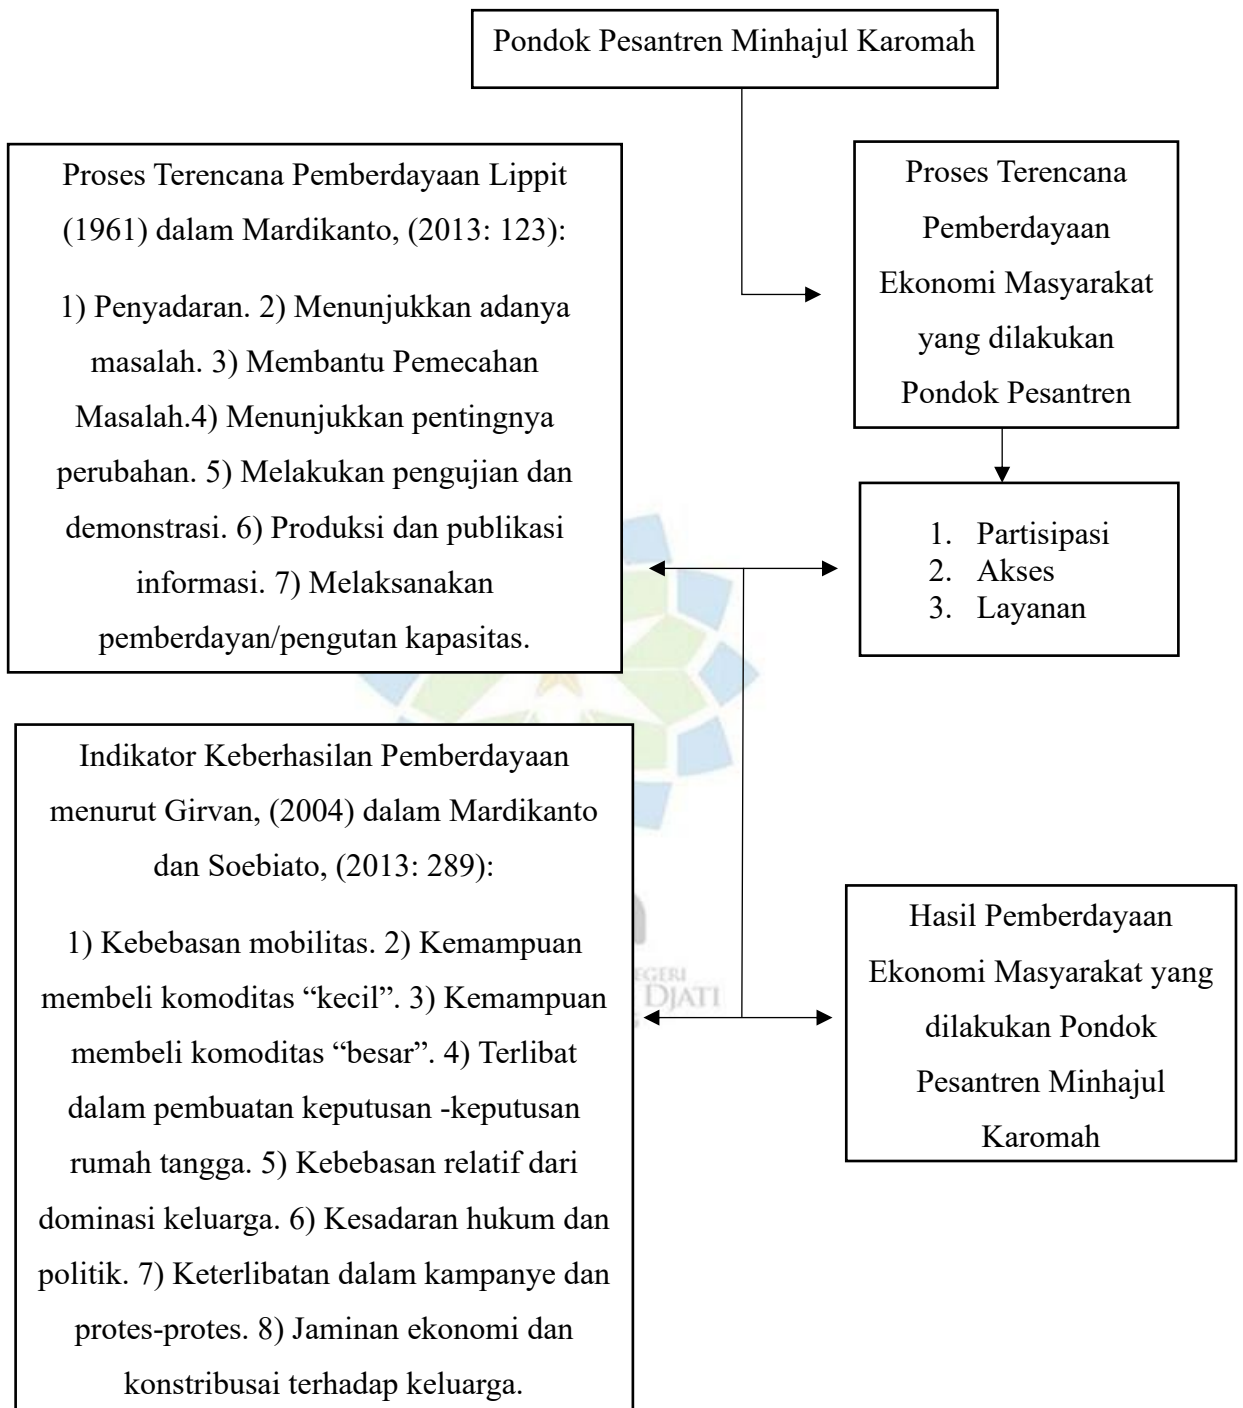 Pondok Pesantren Minhajul Karomah
Proses Terencana Pemberdayaan Lippit
(1961) dalam Mardikanto, (2013: 123):
1) Penyadaran. 2) Menunjukkan adanya
masalah. 3) Membantu Pemecahan
Masalah.4) Menunjukkan pentingnya
perubahan. 5) Melakukan pengujian dan
demonstrasi. 6) Produksi dan publikasi
informasi. 7) Melaksanakan
pemberdayan/pengutan kapasitas.
Proses Terencana
Pemberdayaan
Ekonomi Masyarakat
yang dilakukan
Pondok Pesantren
1. Partisipasi
2. Akses
3. Layanan
Indikator Keberhasilan Pemberdayaan
menurut Girvan, (2004) dalam Mardikanto
dan Soebiato, (2013: 289):
1) Kebebasan mobilitas. 2) Kemampuan
membeli komoditas “kecil”. 3) Kemampuan
membeli komoditas “besar”. 4) Terlibat
dalam pembuatan keputusan -keputusan
rumah tangga. 5) Kebebasan relatif dari
dominasi keluarga. 6) Kesadaran hukum dan
politik. 7) Keterlibatan dalam kampanye dan
protes-protes. 8) Jaminan ekonomi dan
konstribusai terhadap keluarga.
Hasil Pemberdayaan
Ekonomi Masyarakat yang
dilakukan Pondok
Pesantren Minhajul
Karomah
EGERI
DJATI